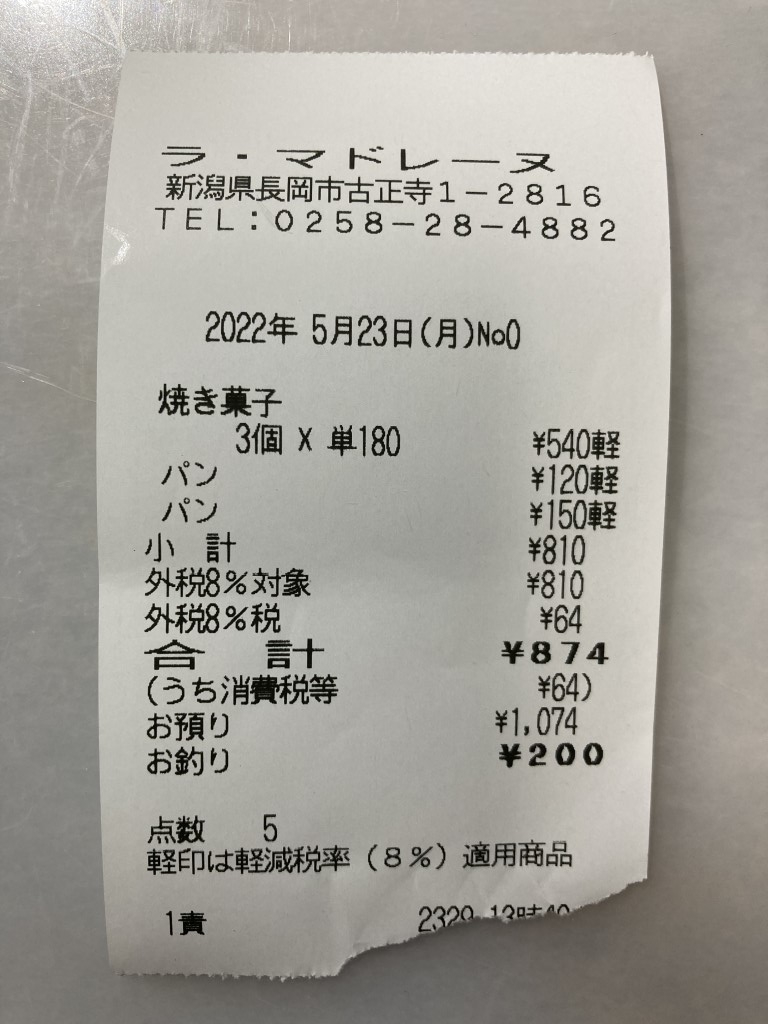 ラ・マドレーヌ
新潟県長岡市古正寺1-2816
TEL:0258-28-4882
2022年 5月23日(月)No0
焼き菓子
3個 X 単180 ¥540軽
パン ¥120軽
パン ¥150軽
小 計 ¥810
外税8%対象 ¥810
外税8%税 ¥64
合 計 ¥874
(うち消費税等 ¥64)
お預り ¥1,074
お釣り ¥200
点数 5
軽印は軽減税率(8%)適用商品
1責 2329 13時